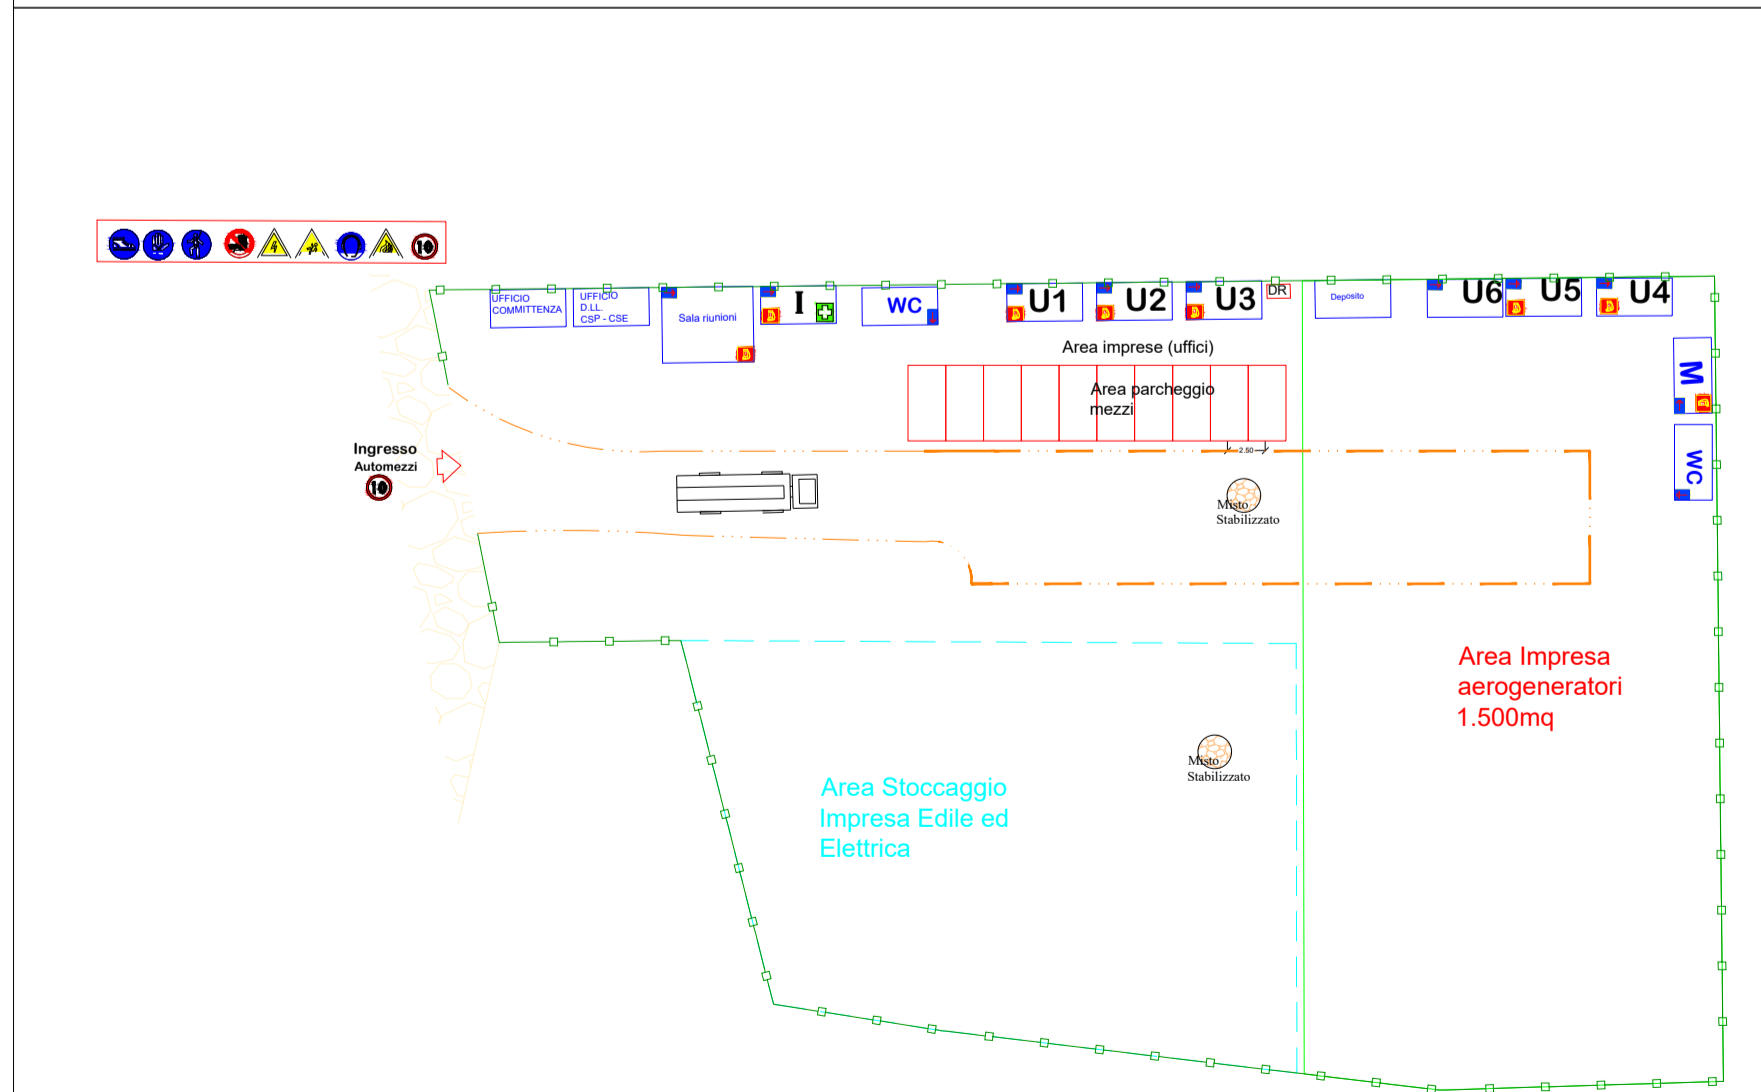 10
UFFICIO
COMMITTENZA
UFFICIO
D.LL.
CSP - CSE
Sala riunioni
I
WC
U1
U2
U3
DR
Deposito
U6
U5
U4
M
WC
Area imprese (uffici)
Area parcheggio
mezzi
2.50
Ingresso
Automezzi
10
Misto
Stabilizzato
Area Impresa
aerogeneratori
1.500mq
Misto
Stabilizzato
Area Stoccaggio
Impresa Edile ed
Elettrica